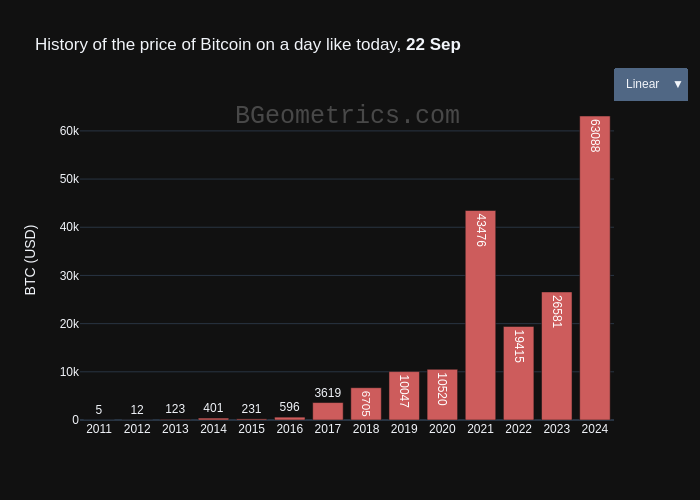 History of the price of Bitcoin on a day like today, 22 Sep
Linear ▼
BGeometrics.com
BTC (USD)
60k
50k
40k
30k
20k
10k
0
5 12 123 401 231 596 3619 6705 10047 10520 43476 19415 26581 63088
2011 2012 2013 2014 2015 2016 2017 2018 2019 2020 2021 2022 2023 2024